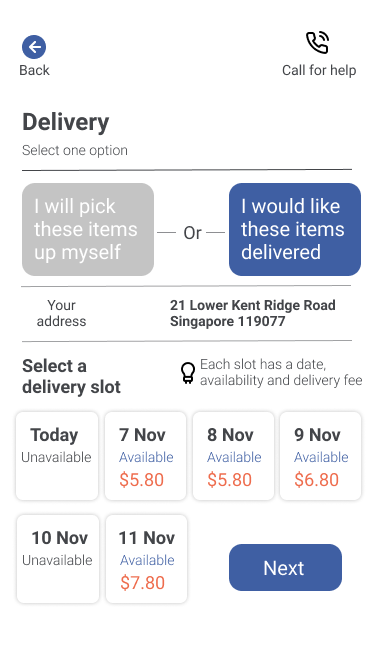 Back
Call for help
Delivery
Select one option
I will pick
these items
up myself
Or
I would like
these items
delivered
Your
address
21 Lower Kent Ridge Road
Singapore 119077
Select a
delivery slot
Each slot has a date,
availability and delivery fee
Today
Unavailable
7 Nov
Available
$5.80
8 Nov
Available
$5.80
9 Nov
Available
$6.80
10 Nov
Unavailable
11 Nov
Available
$7.80
Next